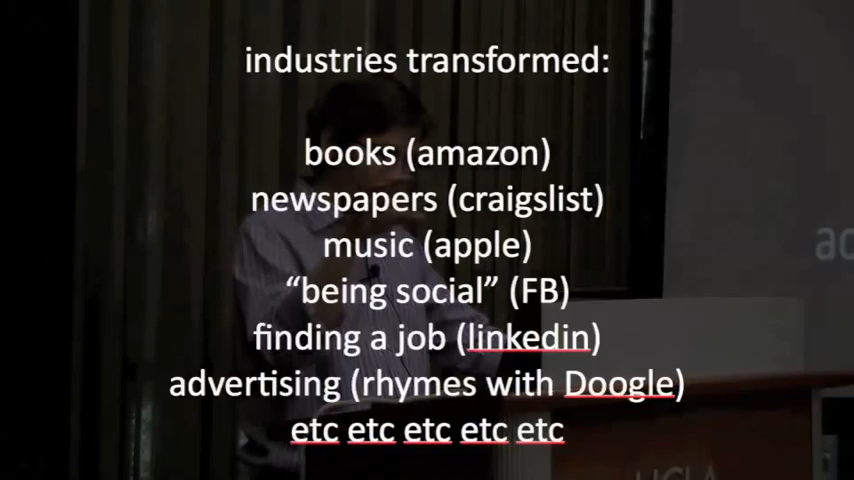 industries transformed:
books (amazon)
newspapers (craigslist)
music (apple)
“being social” (FB)
finding a job (linkedin)
advertising (rhymes with Doogle)
etc etc etc etc etc
UCLA